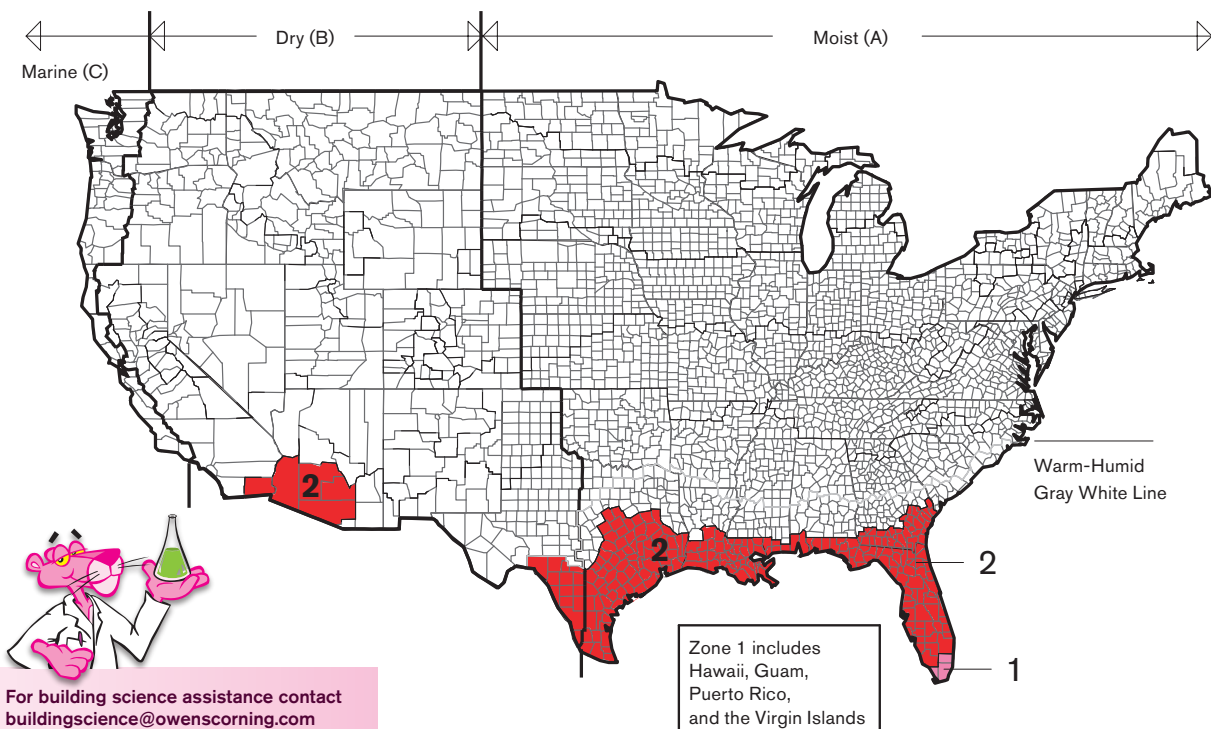 Marine (C)
Dry (B)
Moist (A)
Warm-Humid
Gray White Line
2
2
2
1
Zone 1 includes
Hawaii, Guam,
Puerto Rico,
and the Virgin Islands
For building science assistance contact
buildingscience@owenscorning.com